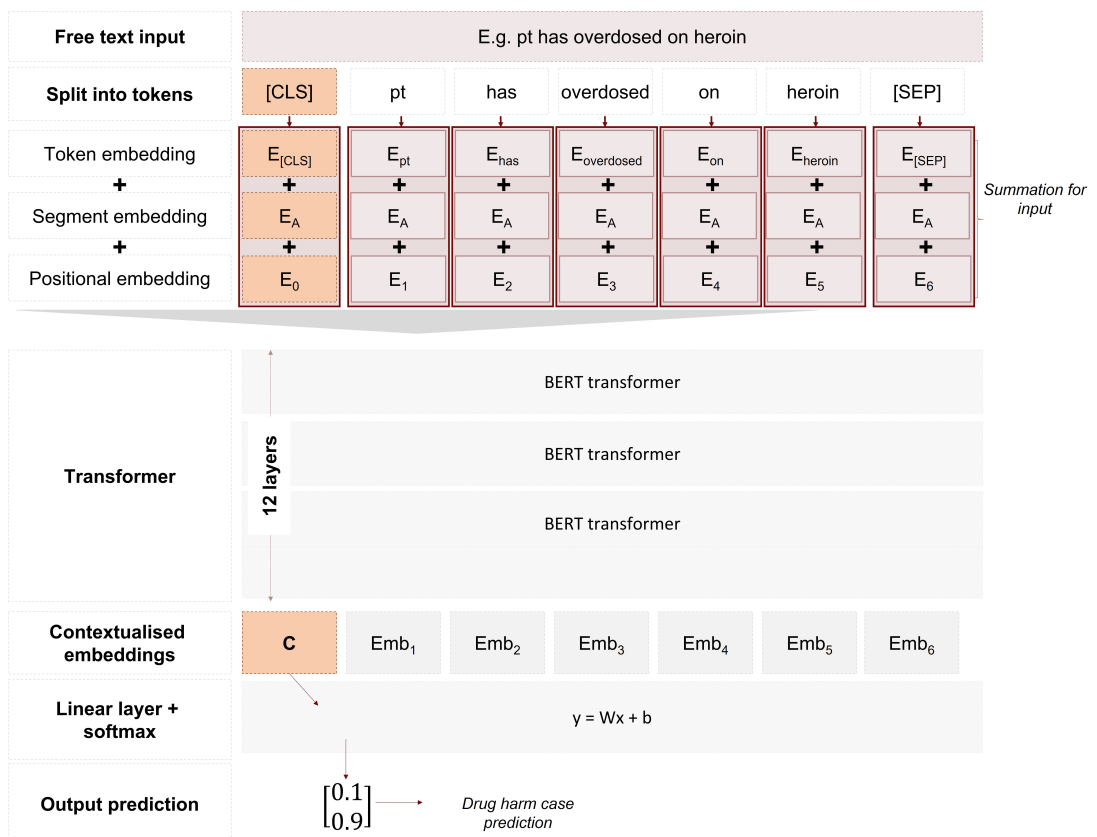 Free text input
E.g. pt has overdosed on heroin
Split into tokens
[CLS] pt has overdosed on heroin [SEP]
Token embedding
E[CLS] Ept Ehas Eoverdosed Eon Eheroin E[SEP]
+ + + + + + + +
Segment embedding
EA EA EA EA EA EA EA
+ + + + + + + +
Positional embedding
E0 E1 E2 E3 E4 E5 E6
Summation for
input
Transformer
12 layers
BERT transformer
BERT transformer
BERT transformer
Contextualised
embeddings
C Emb1 Emb2 Emb3 Emb4 Emb5 Emb6
Linear layer +
softmax
y = Wx + b
Output prediction
[0.1
0.9]
Drug harm case
prediction